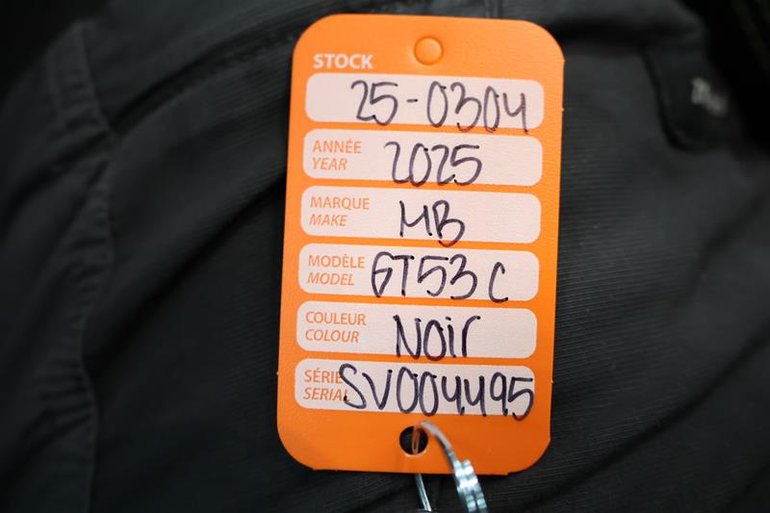 STOCK
25-0304
ANNÉE
YEAR
2025
MARQUE
MAKE
MB
MODÈLE
MODEL
GT53 C
COULEUR
COLOUR
NOIR
SÉRIE
SERIAL
SV004495